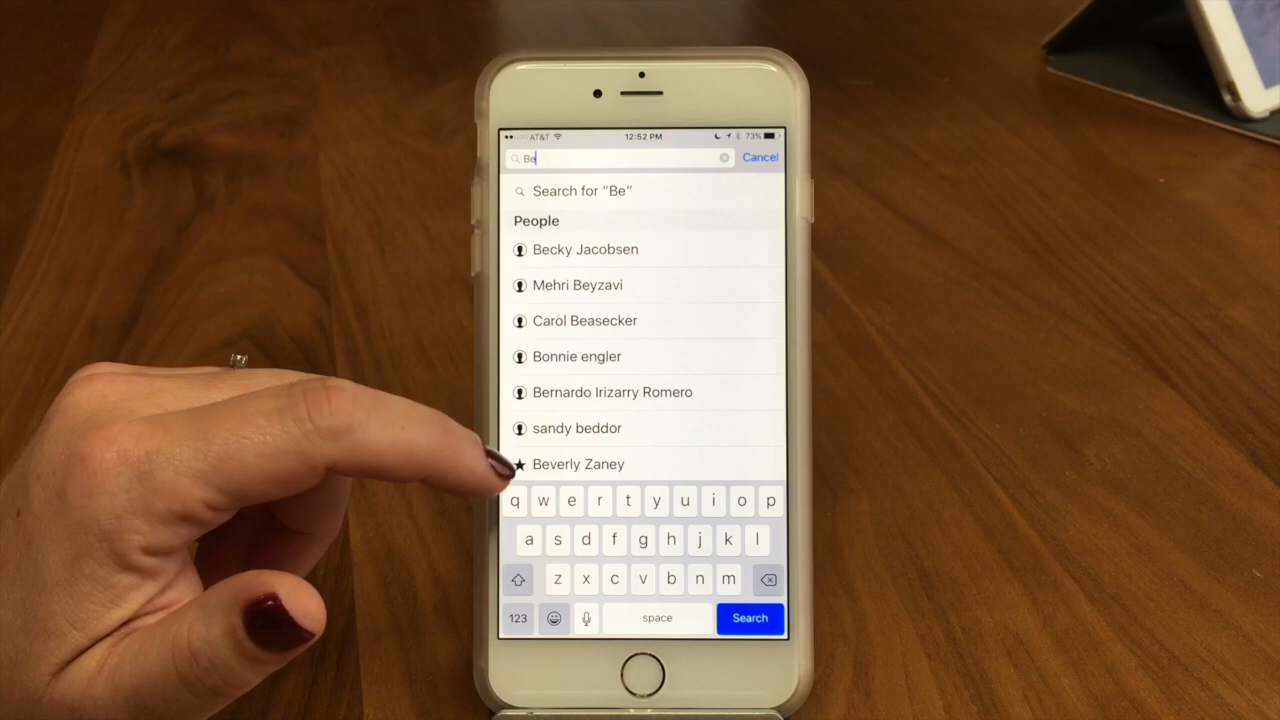 AT&T 12:52 PM 73%
Be Cancel
Search for “Be”
People
Becky Jacobsen
Mehri Beyzavi
Carol Beasecker
Bonnie engler
Bernardo Irizarry Romero
sandy beddor
Beverly Zaney
q w e r t y u i o p
a s d f g h j k l
z x c v b n m
123 space Search